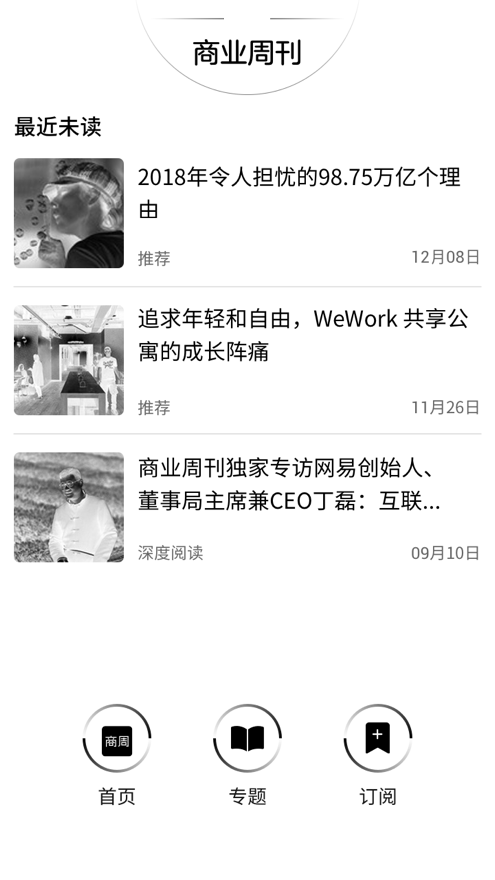 商业周刊
最近未读
2018年令人担忧的98.75万亿个理
由
推荐
12月08日
追求年轻和自由，WeWork 共享公
寓的成长阵痛
推荐
11月26日
商业周刊独家专访网易创始人、
董事局主席兼CEO丁磊：互联...
深度阅读
09月10日
商周
首页
专题
订阅